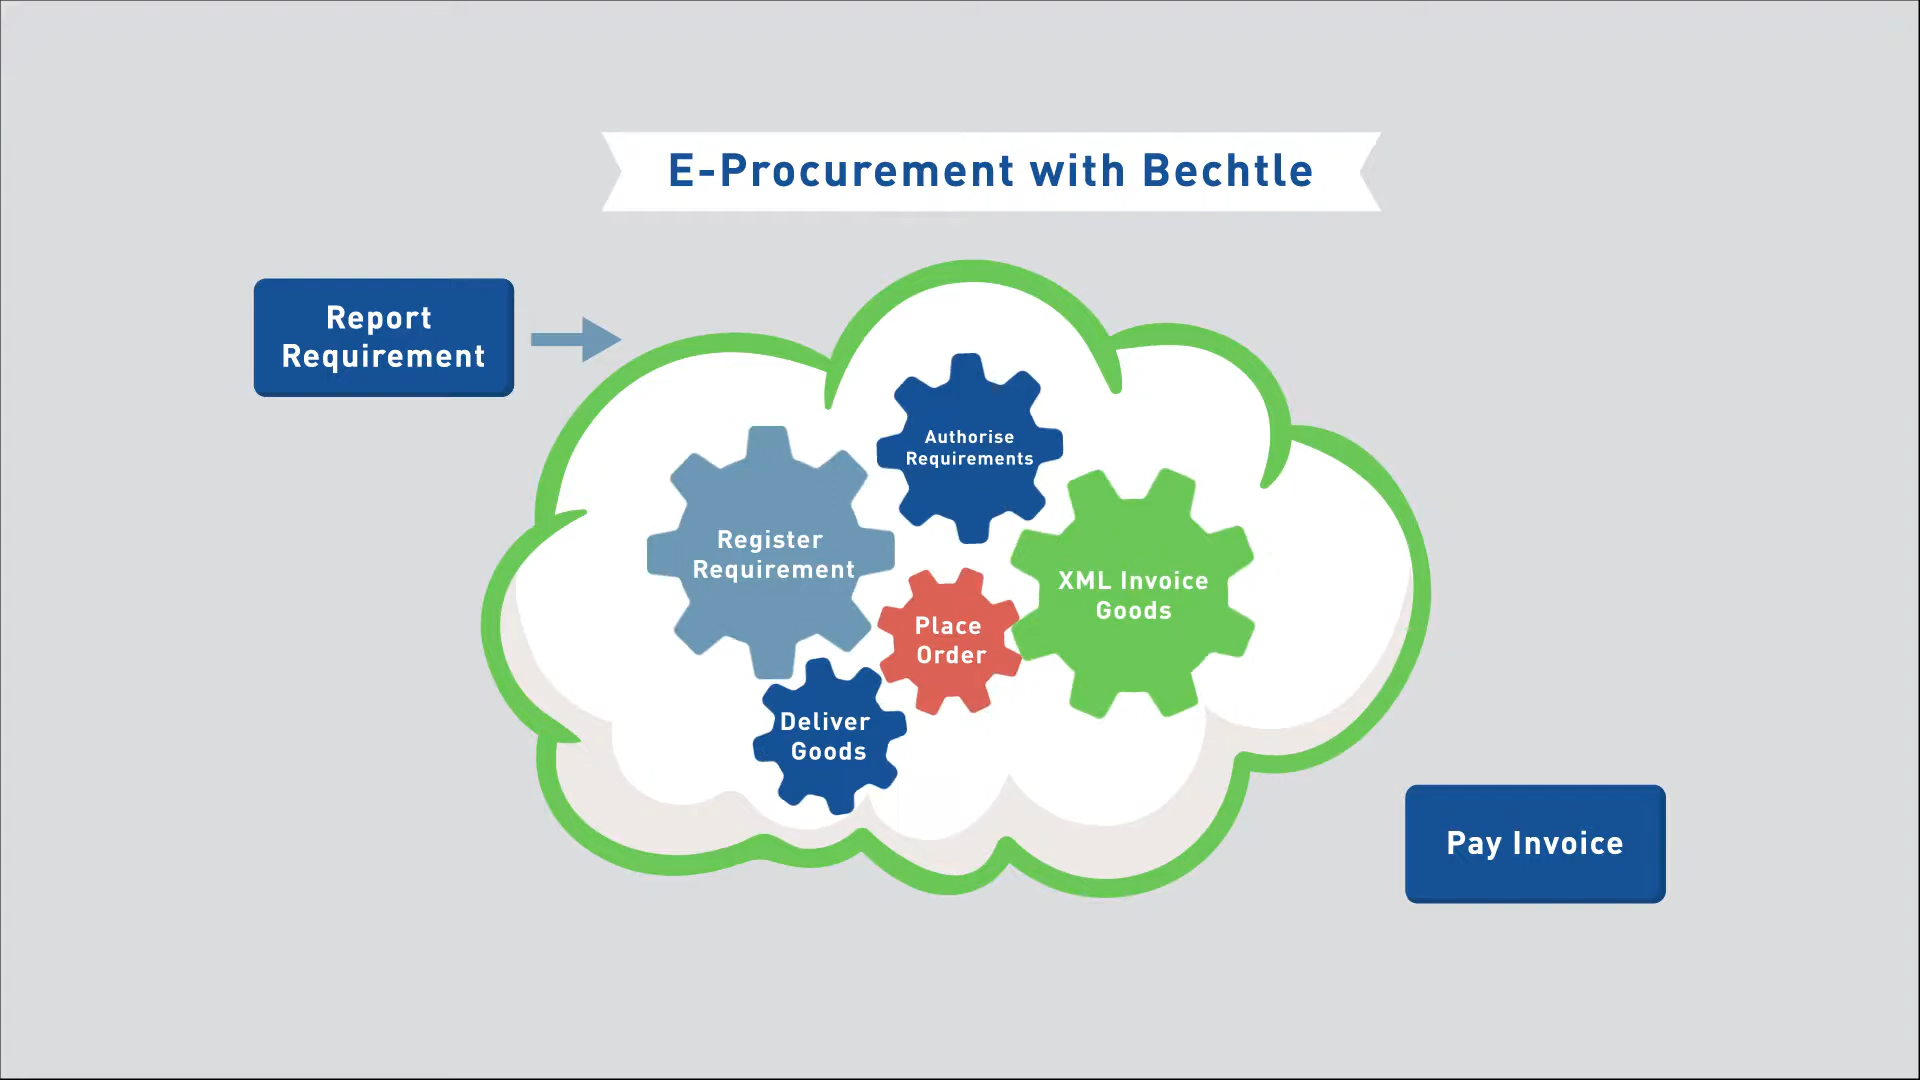 E-Procurement with Bechtle
Report
Requirement
Authorise
Requirements
Register
Requirement
XML Invoice
Goods
Place
Order
Deliver
Goods
Pay Invoice